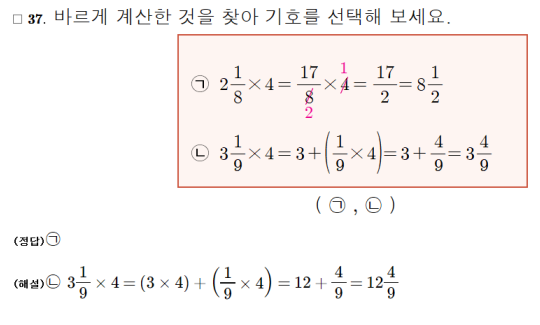 □ 37. 바르게 계산한 것을 찾아 기호를 선택해 보세요.
㉠ 2 1/8 × 4 = 17/8 2 × 4 1 = 17/2 = 8 1/2
㉡ 3 1/9 × 4 = 3 + (1/9 × 4) = 3 + 4/9 = 3 4/9
( ㉠ , ㉡ )
(정답) ㉠
(해설) ㉡ 3 1/9 × 4 = (3 × 4) + (1/9 × 4) = 12 + 4/9 = 12 4/9